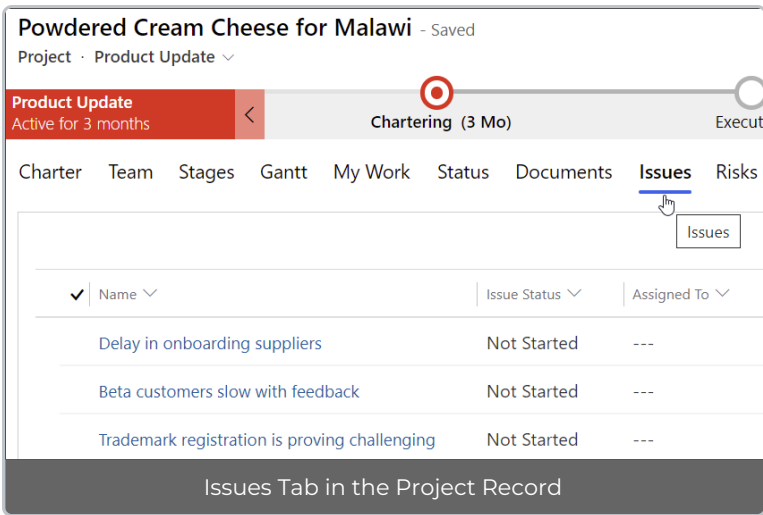 Powdered Cream Cheese for Malawi - Saved
Project · Product Update
Product Update
Active for 3 months
Chartering (3 Mo)
Execut
Charter Team Stages Gantt My Work Status Documents Issues Risks
Issues
Name Issue Status Assigned To
Delay in onboarding suppliers Not Started ---
Beta customers slow with feedback Not Started ---
Trademark registration is proving challenging Not Started ---
Issues Tab in the Project Record